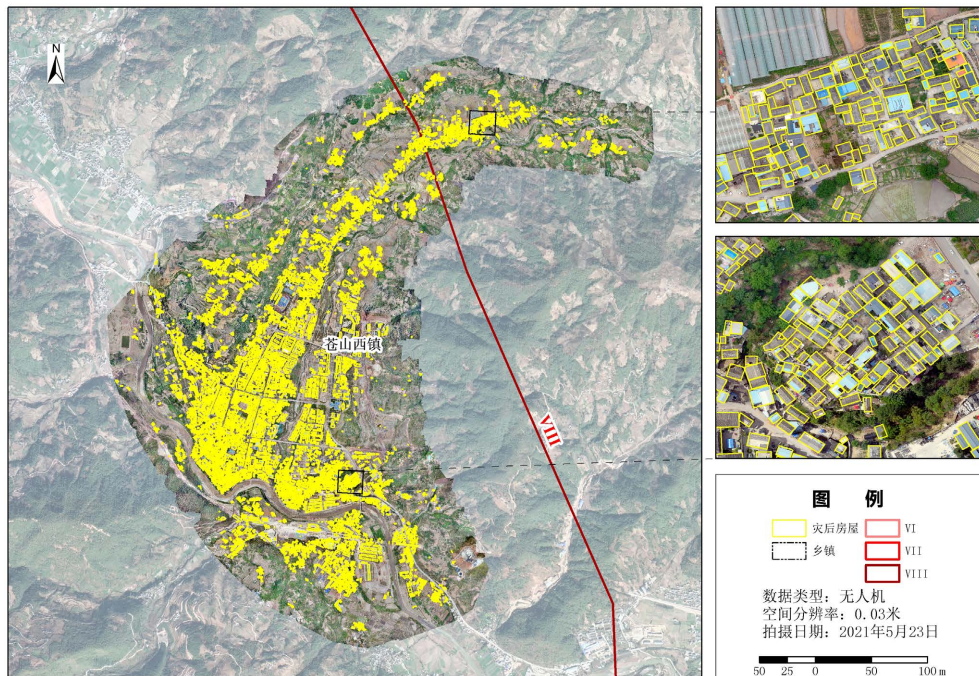 N
苍山西镇
VIII
图 例
灾后房屋
VI
乡镇
VII
VIII
数据类型：无人机
空间分辨率：0.03米
拍摄日期：2021年5月23日
50 25 0 50 100 m